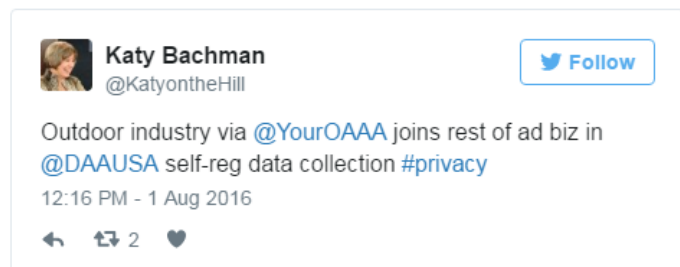 Katy Bachman
@KatyontheHill
Follow
Outdoor industry via @YourOAAA joins rest of ad biz in
@DAAUSA self-reg data collection #privacy
12:16 PM - 1 Aug 2016
2